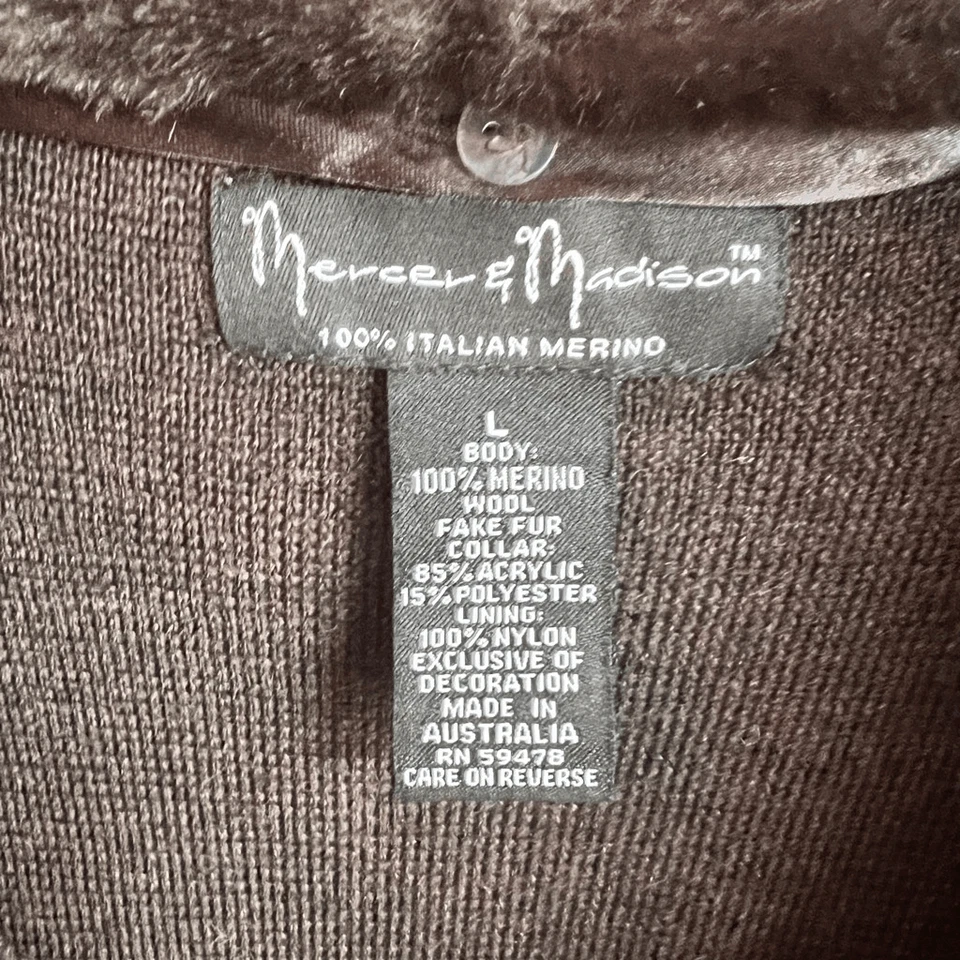 Mercer & Madison™
100% ITALIAN MERINO
L
BODY:
100% MERINO
WOOL
FAKE FUR
COLLAR:
85% ACRYLIC
15% POLYESTER
LINING:
100% NYLON
EXCLUSIVE OF
DECORATION
MADE IN
AUSTRALIA
RN 59478
CARE ON REVERSE